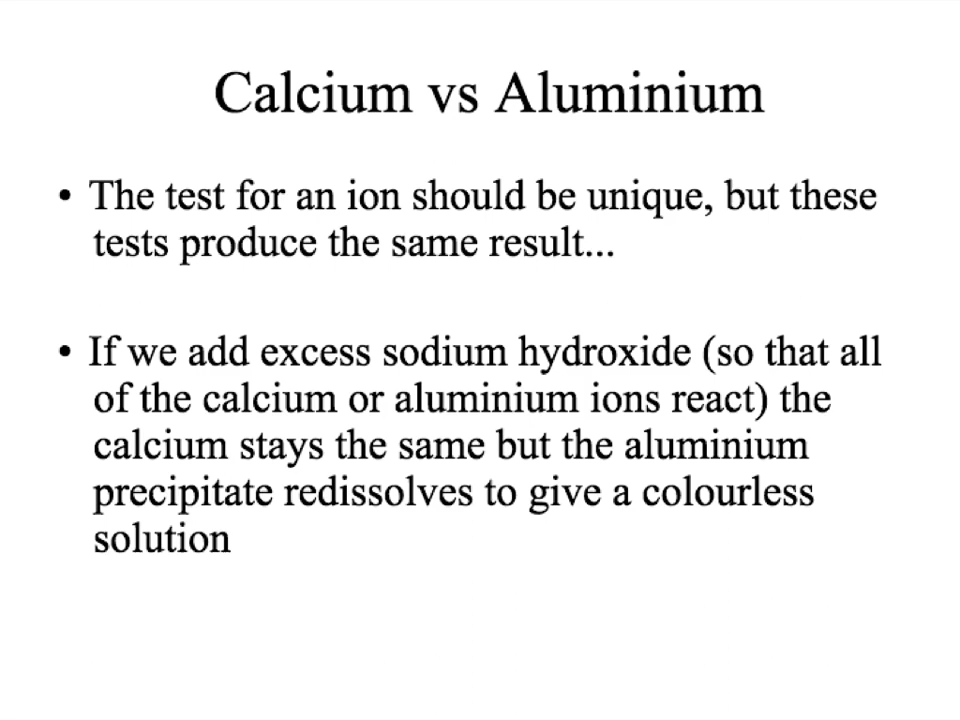 Calcium vs Aluminium
• The test for an ion should be unique, but these
tests produce the same result...
• If we add excess sodium hydroxide (so that all
of the calcium or aluminium ions react) the
calcium stays the same but the aluminium
precipitate redissolves to give a colourless
solution